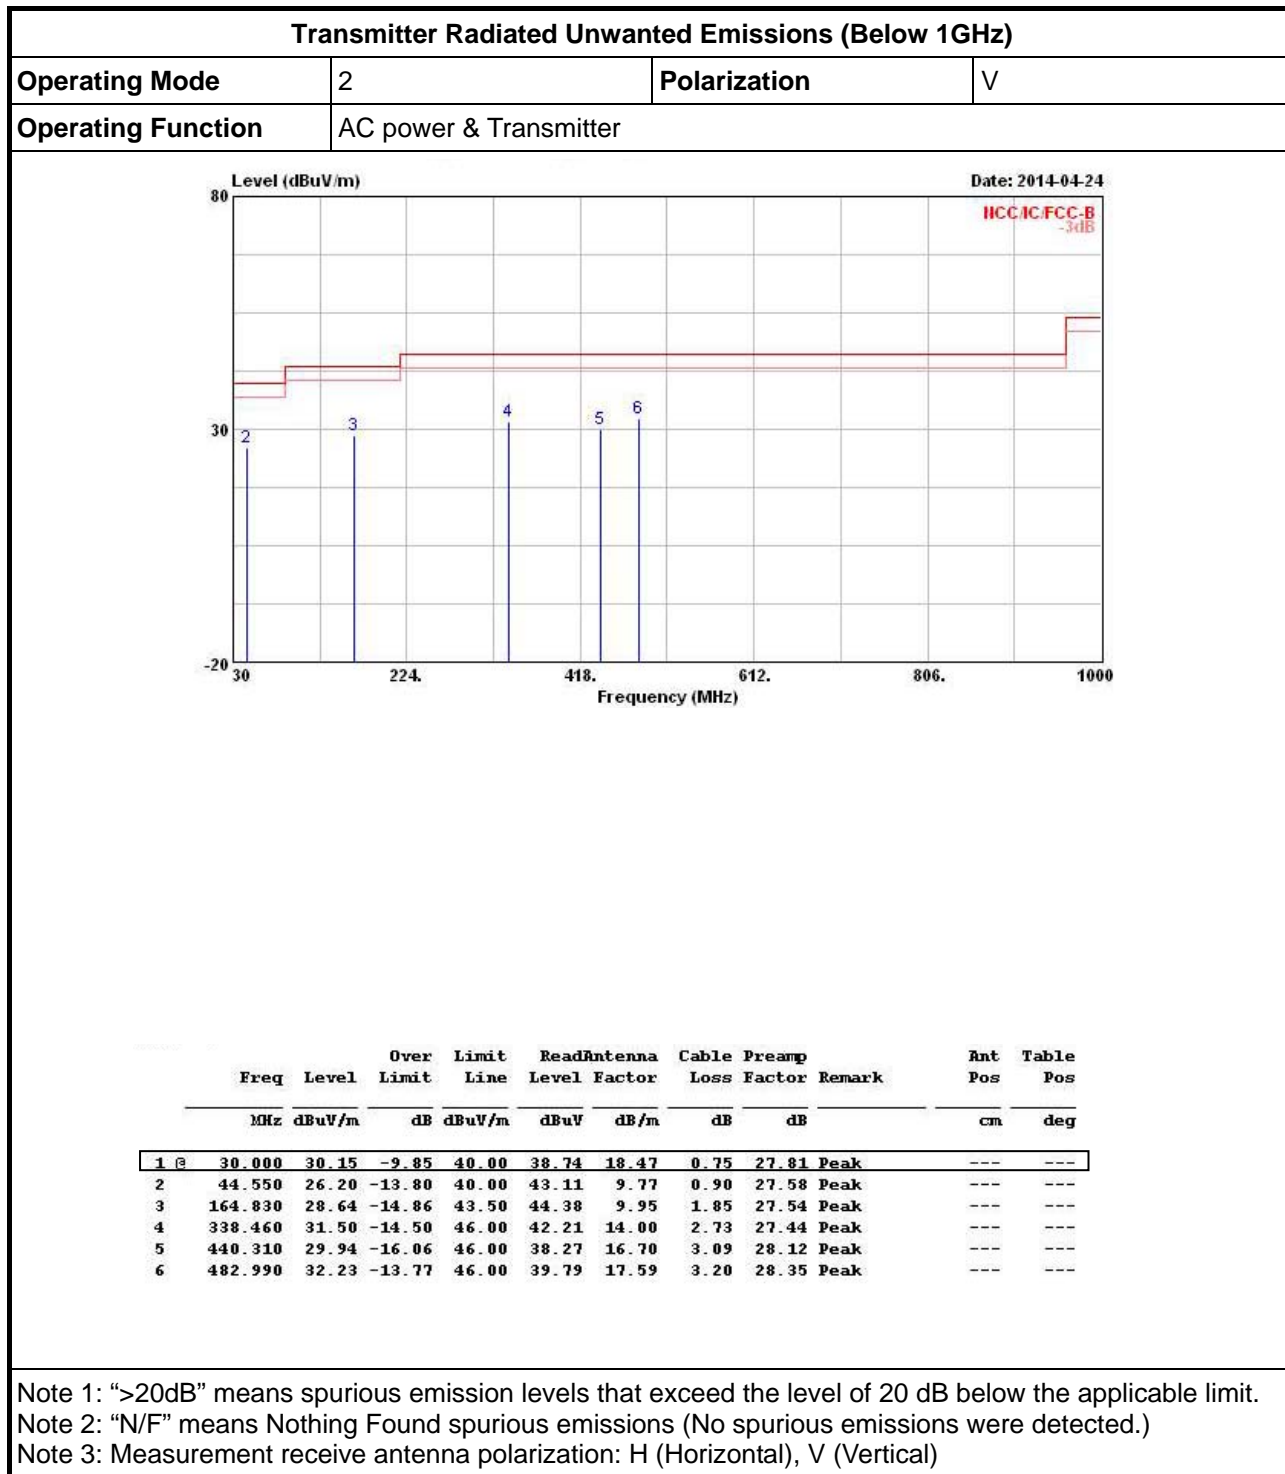 Transmitter Radiated Unwanted Emissions (Below 1GHz)
Operating Mode 2 Polarization V
Operating Function AC power & Transmitter
Level (dBuV/m) Date: 2014-04-24
80
NCC/IC/FCC-B
-3dB
4 5 6
3
30 2
-20
30 224. 418. 612. 806. 1000
Frequency (MHz)
Over Limit ReadAntenna Cable Preamp Ant Table
Freq Level Limit Line Level Factor Loss Factor Remark Pos Pos
MHz dBuV/m dB dBuV/m dBuV dB/m dB dB cm deg
1 @ 30.000 30.15 -9.85 40.00 38.74 18.47 0.75 27.81 Peak --- ---
2 44.550 26.20 -13.80 40.00 43.11 9.77 0.90 27.58 Peak --- ---
3 164.830 28.64 -14.86 43.50 44.38 9.95 1.85 27.54 Peak --- ---
4 338.460 31.50 -14.50 46.00 42.21 14.00 2.73 27.44 Peak --- ---
5 440.310 29.94 -16.06 46.00 38.27 16.70 3.09 28.12 Peak --- ---
6 482.990 32.23 -13.77 46.00 39.79 17.59 3.20 28.35 Peak --- ---
Note 1: “>20dB” means spurious emission levels that exceed the level of 20 dB below the applicable limit.
Note 2: “N/F” means Nothing Found spurious emissions (No spurious emissions were detected.)
Note 3: Measurement receive antenna polarization: H (Horizontal), V (Vertical)